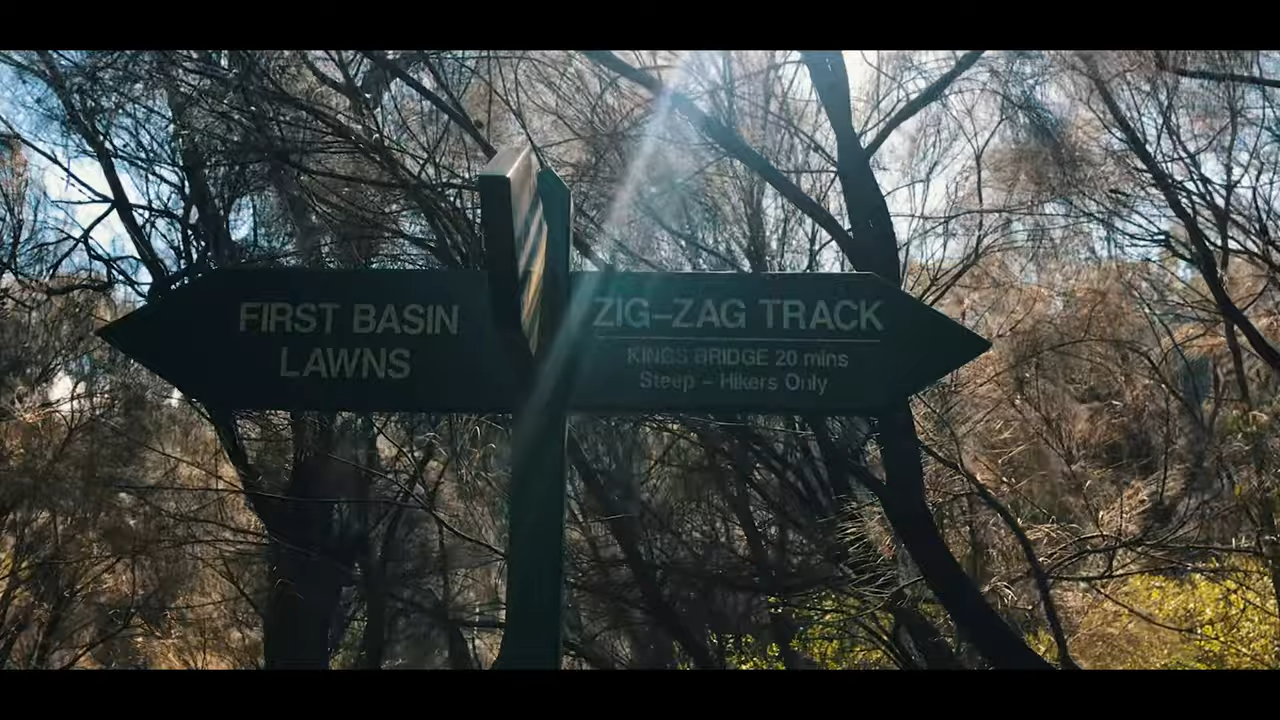 FIRST BASIN
LAWNS
ZIG-ZAG TRACK
KINGS BRIDGE 20 mins
Steep - Hikers Only